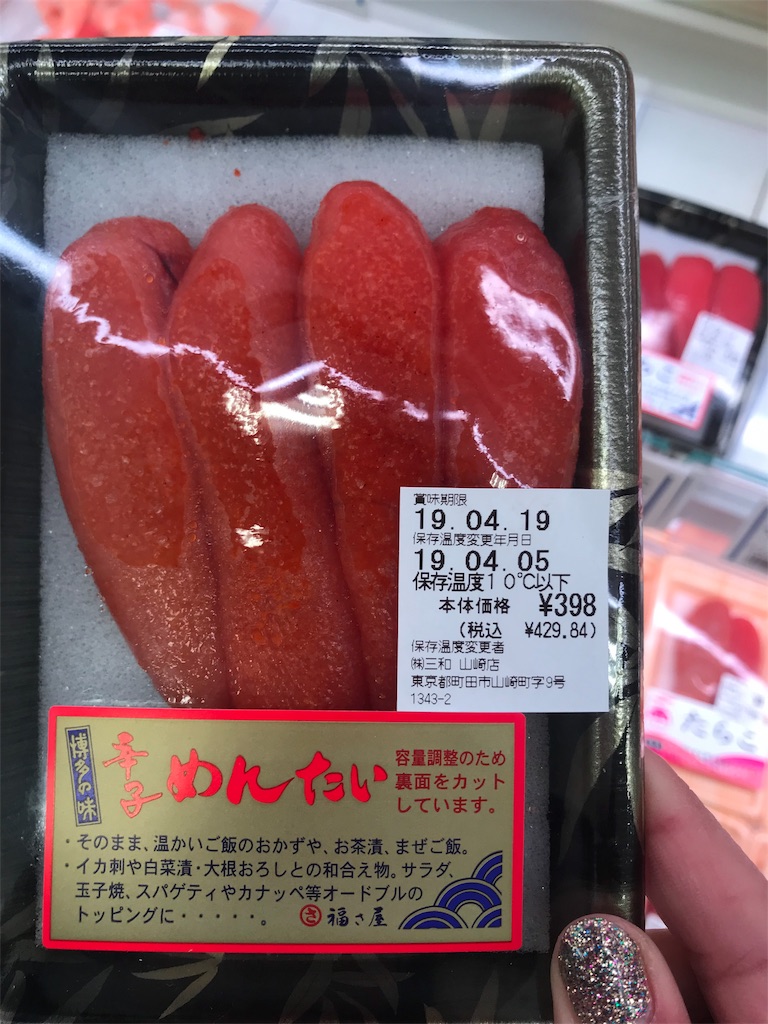 賞味期限
19.04.19
保存温度変更年月日
19.04.05
保存温度10℃以下
本体価格 ¥398
(税込 ¥429.84)
保存温度変更者
㈱三和 山崎店
東京都町田市山崎町字9号
1343-2
博多の味
辛子めんたい
容量調整のため
裏面をカット
しています。
・そのまま、温かいご飯のおかずや、お茶漬、まぜご飯。
・イカ刺や白菜漬・大根おろしとの和合え物。サラダ、
玉子焼、スパゲティやカナッペ等オードブルの
トッピングに・・・・・。
さ 福さ屋
たらこ